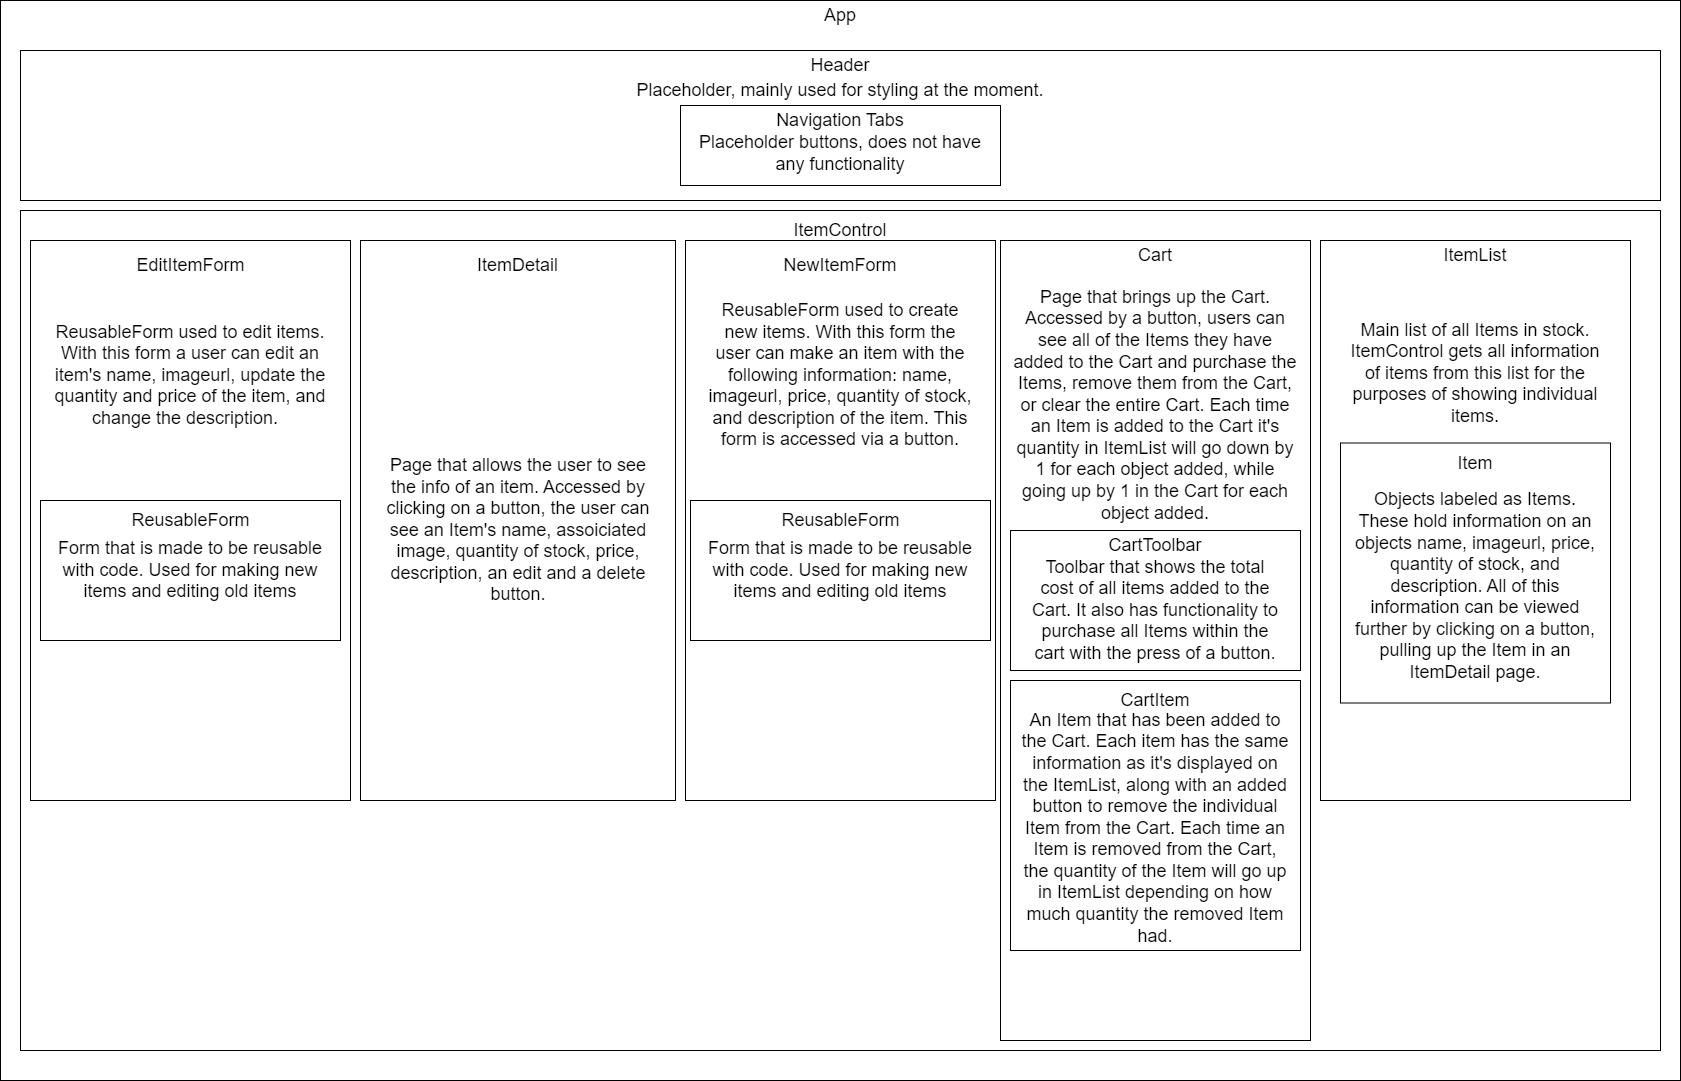 App
Header
Placeholder, mainly used for styling at the moment.
Navigation Tabs
Placeholder buttons, does not have
any functionality
ItemControl
EditItemForm
ReusableForm used to edit items.
With this form a user can edit an
item's name, imageurl, update the
quantity and price of the item, and
change the description.
ReusableForm
Form that is made to be reusable
with code. Used for making new
items and editing old items
ItemDetail
Page that allows the user to see
the info of an item. Accessed by
clicking on a button, the user can
see an Item's name, assoiciated
image, quantity of stock, price,
description, an edit and a delete
button.
NewItemForm
ReusableForm used to create
new items. With this form the
user can make an item with the
following information: name,
imageurl, price, quantity of stock,
and description of the item. This
form is accessed via a button.
ReusableForm
Form that is made to be reusable
with code. Used for making new
items and editing old items
Cart
Page that brings up the Cart.
Accessed by a button, users can
see all of the Items they have
added to the Cart and purchase the
Items, remove them from the Cart,
or clear the entire Cart. Each time
an Item is added to the Cart it's
quantity in ItemList will go down by
1 for each object added, while
going up by 1 in the Cart for each
object added.
CartToolbar
Toolbar that shows the total
cost of all items added to the
Cart. It also has functionality to
purchase all Items within the
cart with the press of a button.
CartItem
An Item that has been added to
the Cart. Each item has the same
information as it's displayed on
the ItemList, along with an added
button to remove the individual
Item from the Cart. Each time an
Item is removed from the Cart,
the quantity of the Item will go up
in ItemList depending on how
much quantity the removed Item
had.
ItemList
Main list of all Items in stock.
ItemControl gets all information
of items from this list for the
purposes of showing individual
items.
Item
Objects labeled as Items.
These hold information on an
objects name, imageurl, price,
quantity of stock, and
description. All of this
information can be viewed
further by clicking on a button,
pulling up the Item in an
ItemDetail page.